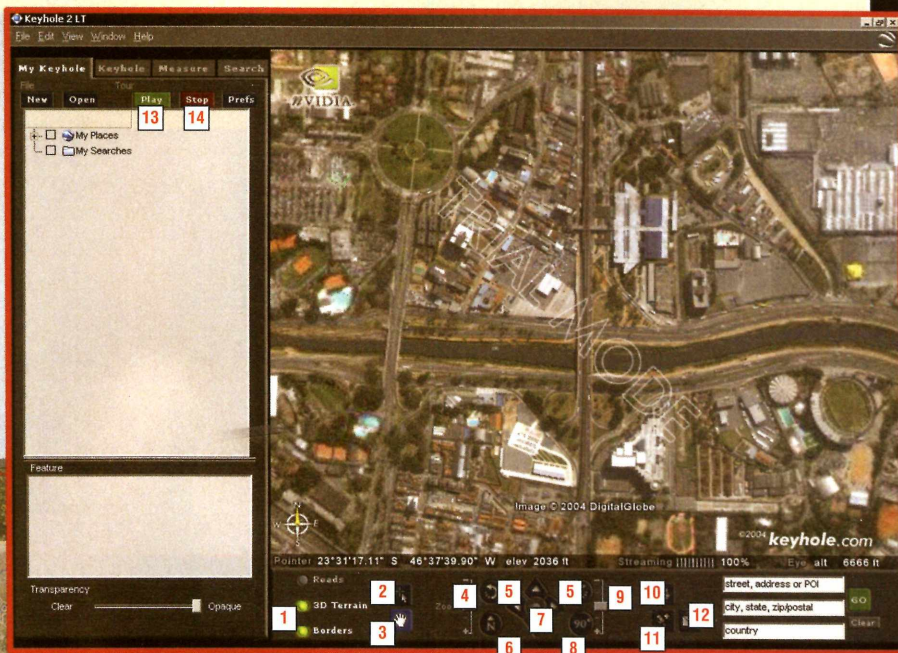 Keyhole 2 LT
File Edit View Window Help
My Keyhole Keyhole Measure Search
File Tour
New Open Play Stop Prefs
13 14
My Places
My Searches
NVIDIA
TRIAL MODE
Image © 2004 DigitalGlobe
©2004 keyhole.com
Pointer 23°31'17.11" S 46°37'39.90" W elev 2036 ft Streaming 100% Eye alt 6666 ft
Feature
Transparency
Clear Opaque
Roads
3D Terrain
Borders
1
2
3
4
5
5
N
6
7
90°
8
9
10
11
12
street, address or POI
city, state, zip/postal
country
GO
Clear
N
W E